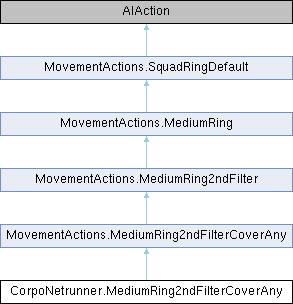 AIAction
MovementActions.SquadRingDefault
MovementActions.MediumRing
MovementActions.MediumRing2ndFilter
MovementActions.MediumRing2ndFilterCoverAny
CorpoNetrunner.MediumRing2ndFilterCoverAny